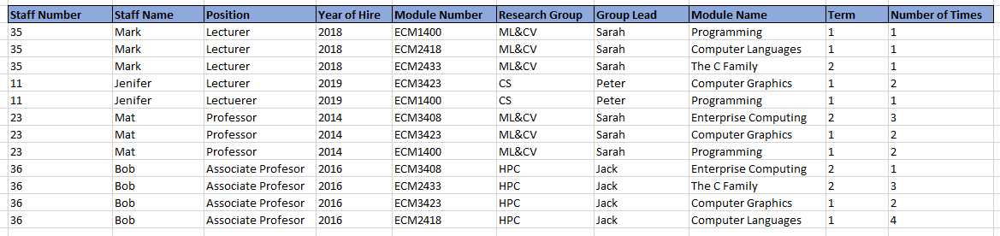 Staff Number Staff Name Position Year of Hire Module Number Research Group Group Lead Module Name Term Number of Times
35 Mark Lecturer 2018 ECM1400 ML&CV Sarah Programming 1 1
35 Mark Lecturer 2018 ECM2418 ML&CV Sarah Computer Languages 1 1
35 Mark Lecturer 2018 ECM2433 ML&CV Sarah The C Family 2 1
11 Jenifer Lecturer 2019 ECM3423 CS Peter Computer Graphics 1 2
11 Jenifer Lectuerer 2019 ECM1400 CS Peter Programming 1 1
23 Mat Professor 2014 ECM3408 ML&CV Sarah Enterprise Computing 2 3
23 Mat Professor 2014 ECM3423 ML&CV Sarah Computer Graphics 1 2
23 Mat Professor 2014 ECM1400 ML&CV Sarah Programming 1 2
36 Bob Associate Profesor 2016 ECM3408 HPC Jack Enterprise Computing 2 1
36 Bob Associate Profesor 2016 ECM2433 HPC Jack The C Family 2 3
36 Bob Associate Profesor 2016 ECM3423 HPC Jack Computer Graphics 1 2
36 Bob Associate Profesor 2016 ECM2418 HPC Jack Computer Languages 1 4